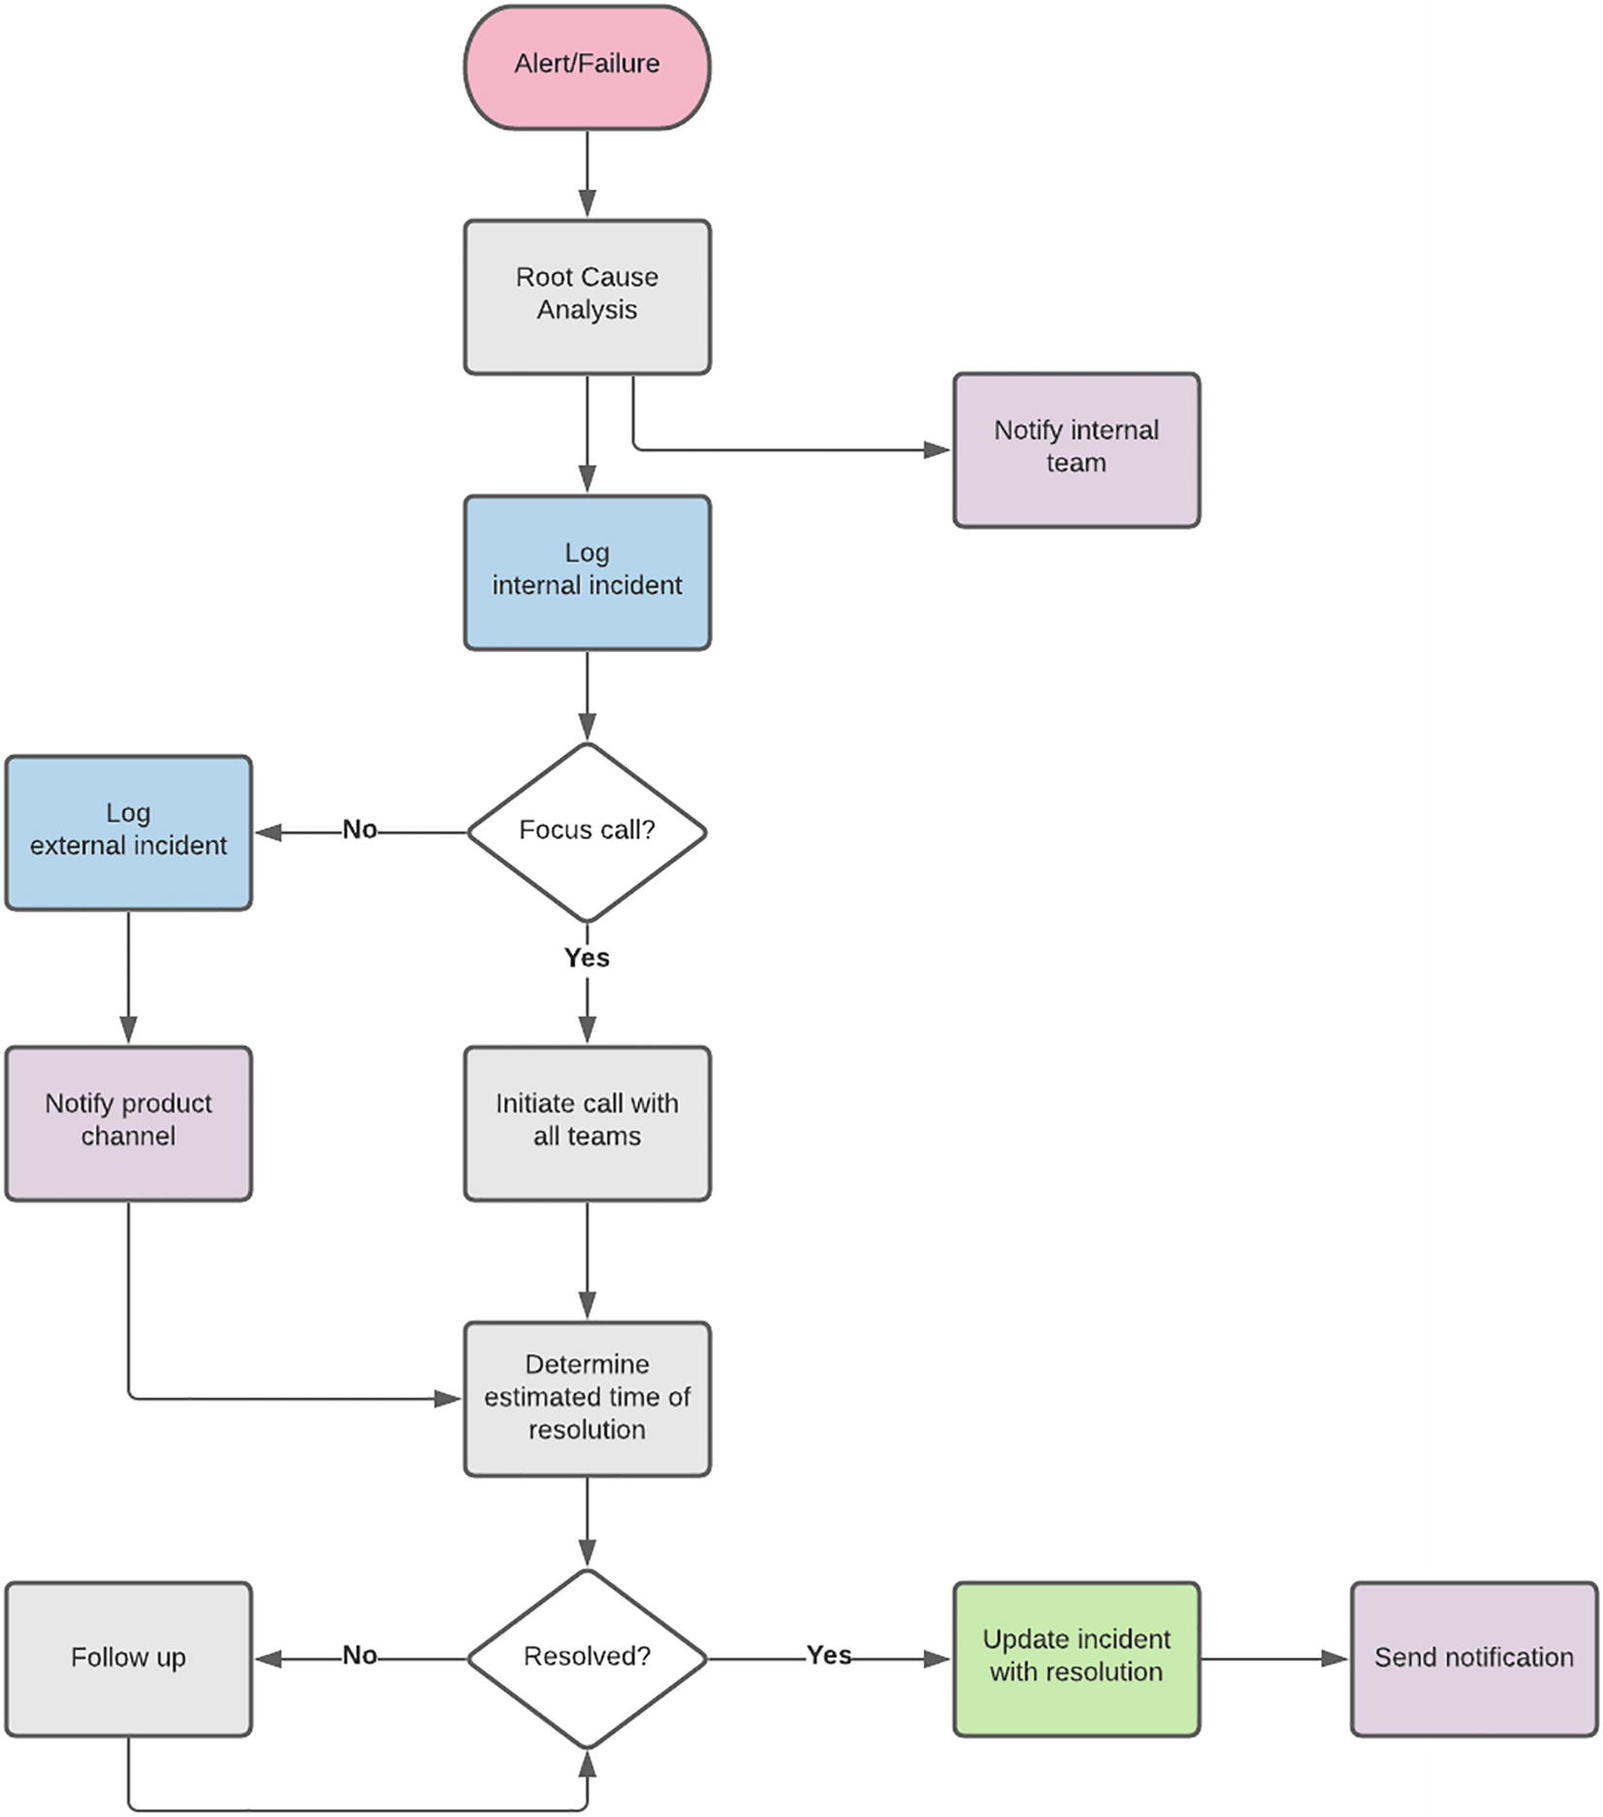 Alert/Failure
Root Cause
Analysis
Notify internal
team
Log
internal incident
Log
external incident
No
Focus call?
Yes
Notify product
channel
Initiate call with
all teams
Determine
estimated time of
resolution
Follow up
No
Resolved?
Yes
Update incident
with resolution
Send notification